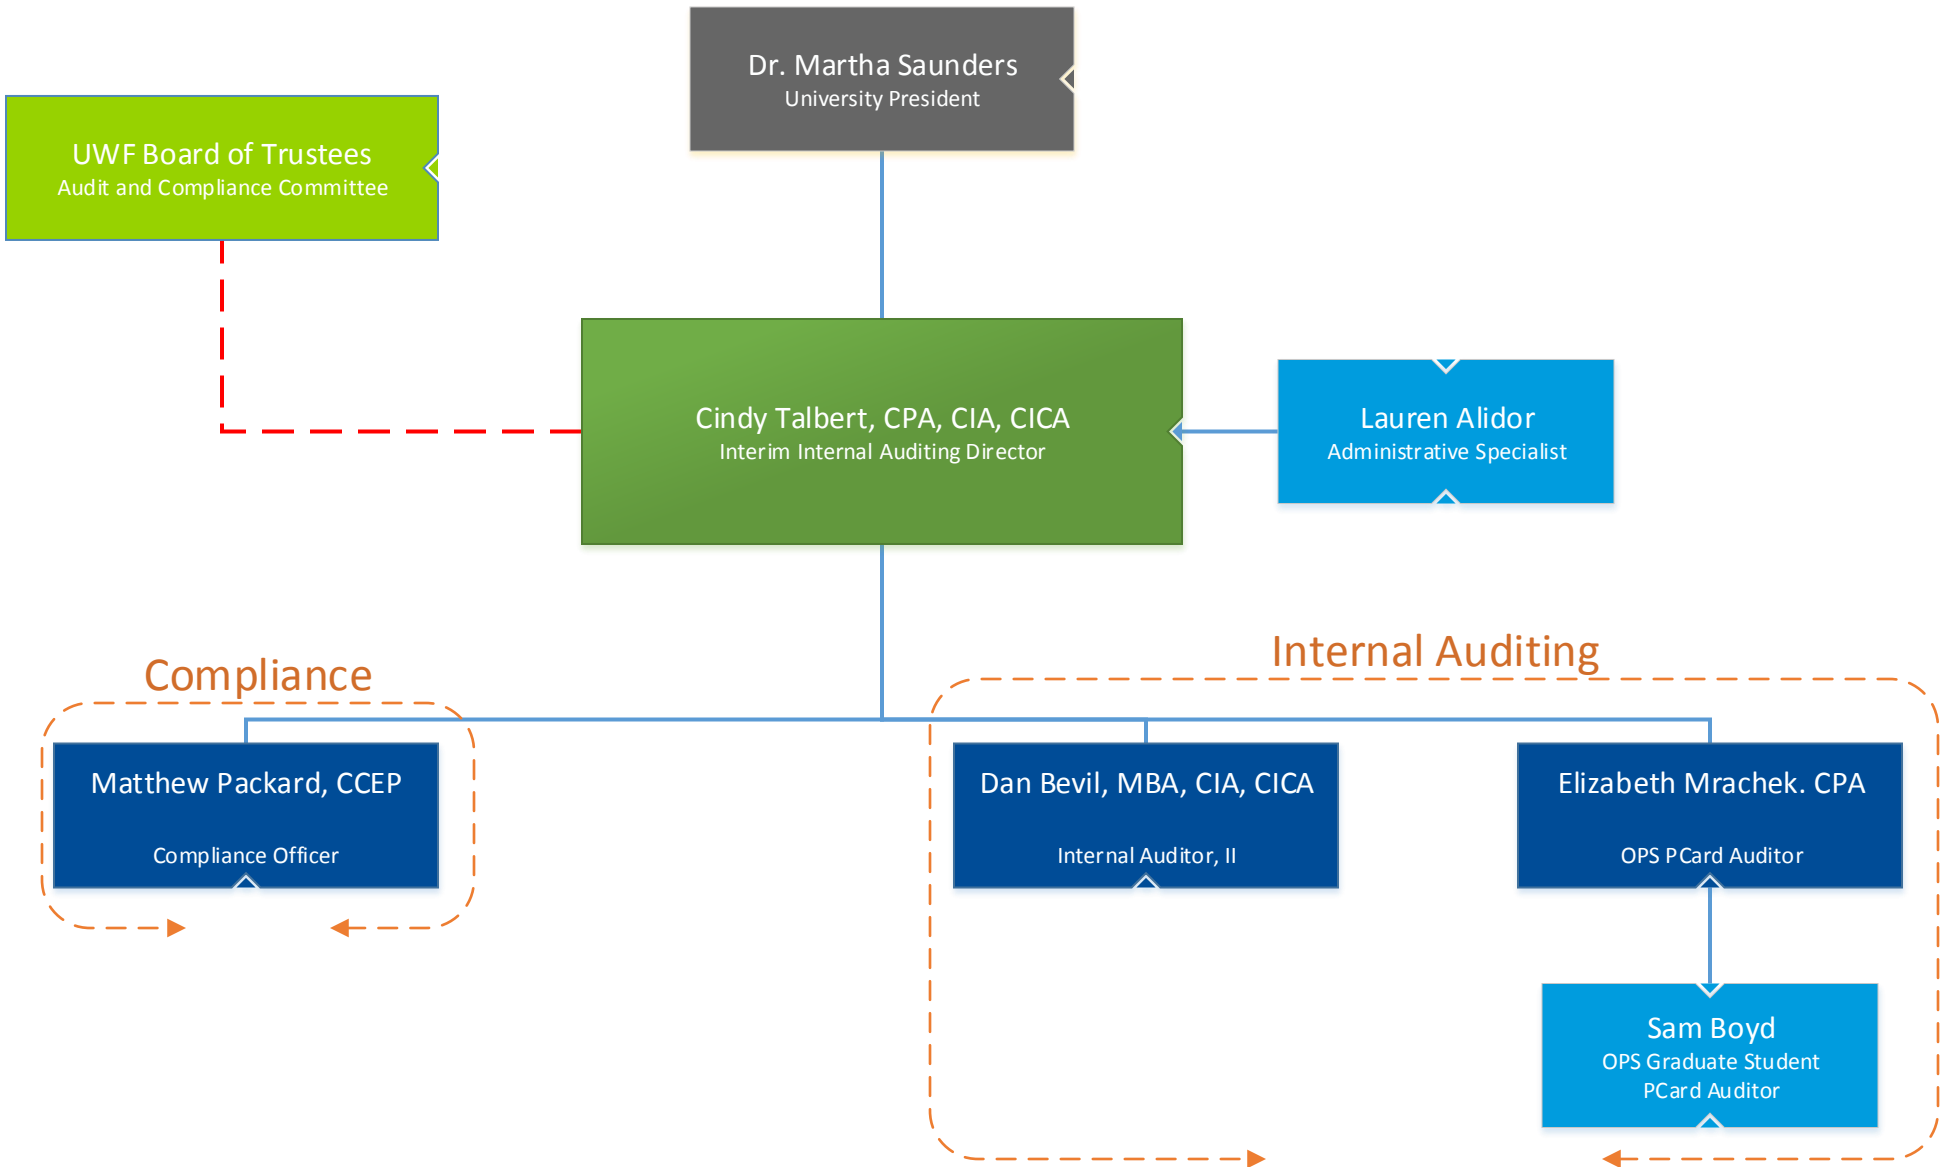 Dr. Martha Saunders
University President
UWF Board of Trustees
Audit and Compliance Committee
Cindy Talbert, CPA, CIA, CICA
Interim Internal Auditing Director
Lauren Alidor
Administrative Specialist
Compliance
Internal Auditing
Matthew Packard, CCEP
Compliance Officer
Dan Bevil, MBA, CIA, CICA
Internal Auditor, II
Elizabeth Mrachek. CPA
OPS PCard Auditor
Sam Boyd
OPS Graduate Student
PCard Auditor